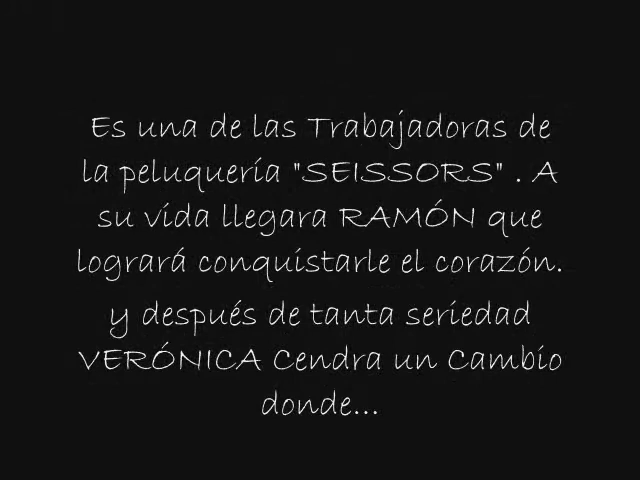 Es una de las Trabajadoras de
la peluquería "SEISSORS" . A
su vida llegara RAMÓN que
logrará conquistarle el corazón.
y después de tanta seriedad
VERÓNICA Cendra un Cambio
donde...